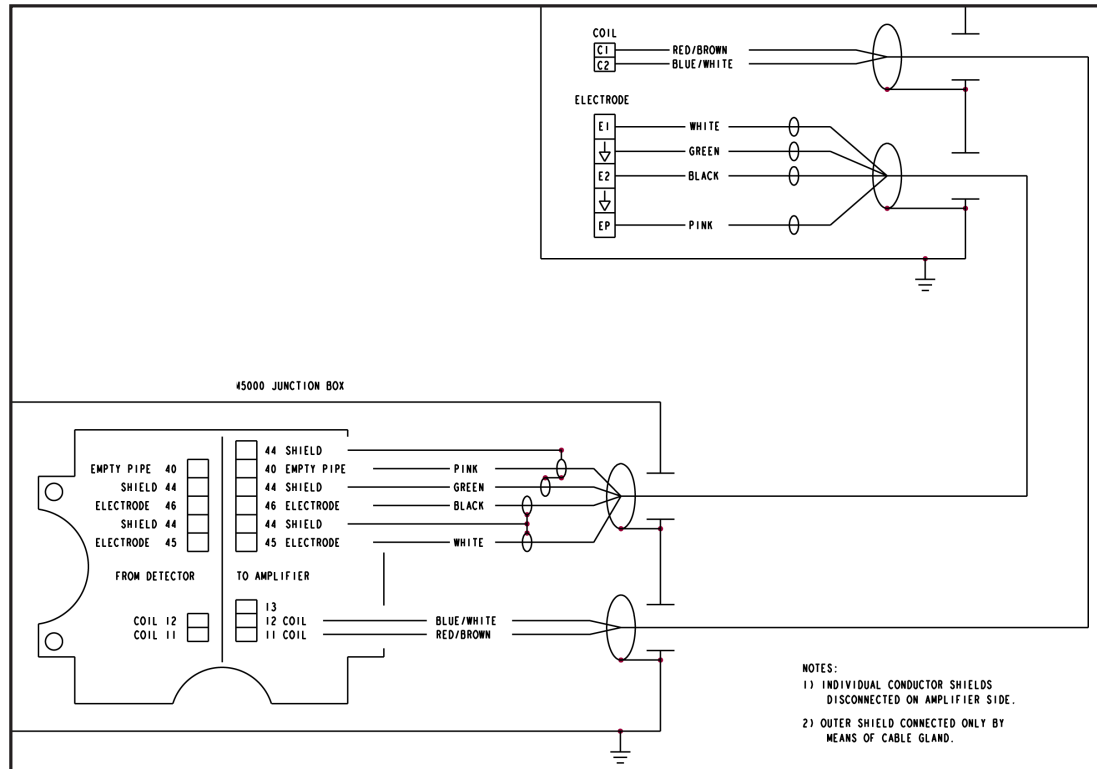 COIL
C1 RED/BROWN
C2 BLUE/WHITE
ELECTRODE
E1 WHITE
GREEN
E2 BLACK
EP PINK
M5000 JUNCTION BOX
44 SHIELD
EMPTY PIPE 40 40 EMPTY PIPE PINK
SHIELD 44 44 SHIELD GREEN
ELECTRODE 46 46 ELECTRODE BLACK
SHIELD 44 44 SHIELD
ELECTRODE 45 45 ELECTRODE WHITE
FROM DETECTOR TO AMPLIFIER
13
COIL 12 12 COIL BLUE/WHITE
COIL 11 11 COIL RED/BROWN
NOTES:
1) INDIVIDUAL CONDUCTOR SHIELDS
DISCONNECTED ON AMPLIFIER SIDE.
2) OUTER SHIELD CONNECTED ONLY BY
MEANS OF CABLE GLAND.